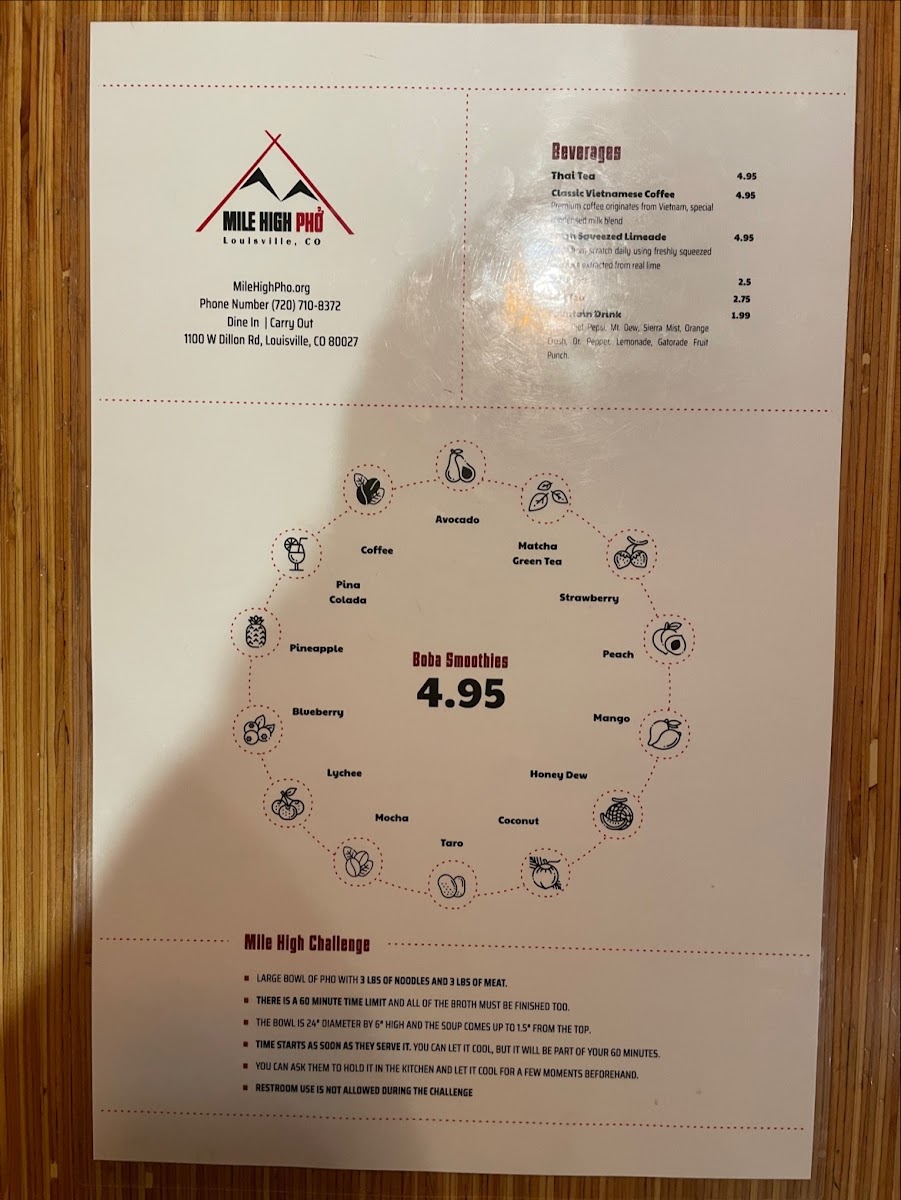 MILE HIGH PHỞ
Louisville, CO
MileHighPho.org
Phone Number (720) 710-8372
Dine In | Carry Out
1100 W Dillon Rd, Louisville, CO 80027
Beverages
Thai Tea 4.95
Classic Vietnamese Coffee 4.95
Premium coffee originates from Vietnam, special
milk blend
Squeezed Limeade 4.95
scratch daily using freshly squeezed
extracted from real lime
2.5
2.75
Drink 1.99
Pepsi, Mt. Dew, Sierra Mist, Orange
Crush, Dr. Pepper, Lemonade, Gatorade Fruit
Punch.
Avocado
Coffee
Matcha
Green Tea
Pina
Colada
Strawberry
Pineapple
Peach
Boba Smoothies
4.95
Blueberry
Mango
Lychee
Honey Dew
Mocha
Coconut
Taro
Mile High Challenge
LARGE BOWL OF PHO WITH 3 LBS OF NOODLES AND 3 LBS OF MEAT.
THERE IS A 60 MINUTE TIME LIMIT AND ALL OF THE BROTH MUST BE FINISHED TOO.
THE BOWL IS 24" DIAMETER BY 6" HIGH AND THE SOUP COMES UP TO 1.5" FROM THE TOP.
TIME STARTS AS SOON AS THEY SERVE IT. YOU CAN LET IT COOL, BUT IT WILL BE PART OF YOUR 60 MINUTES.
YOU CAN ASK THEM TO HOLD IT IN THE KITCHEN AND LET IT COOL FOR A FEW MOMENTS BEFOREHAND.
RESTROOM USE IS NOT ALLOWED DURING THE CHALLENGE